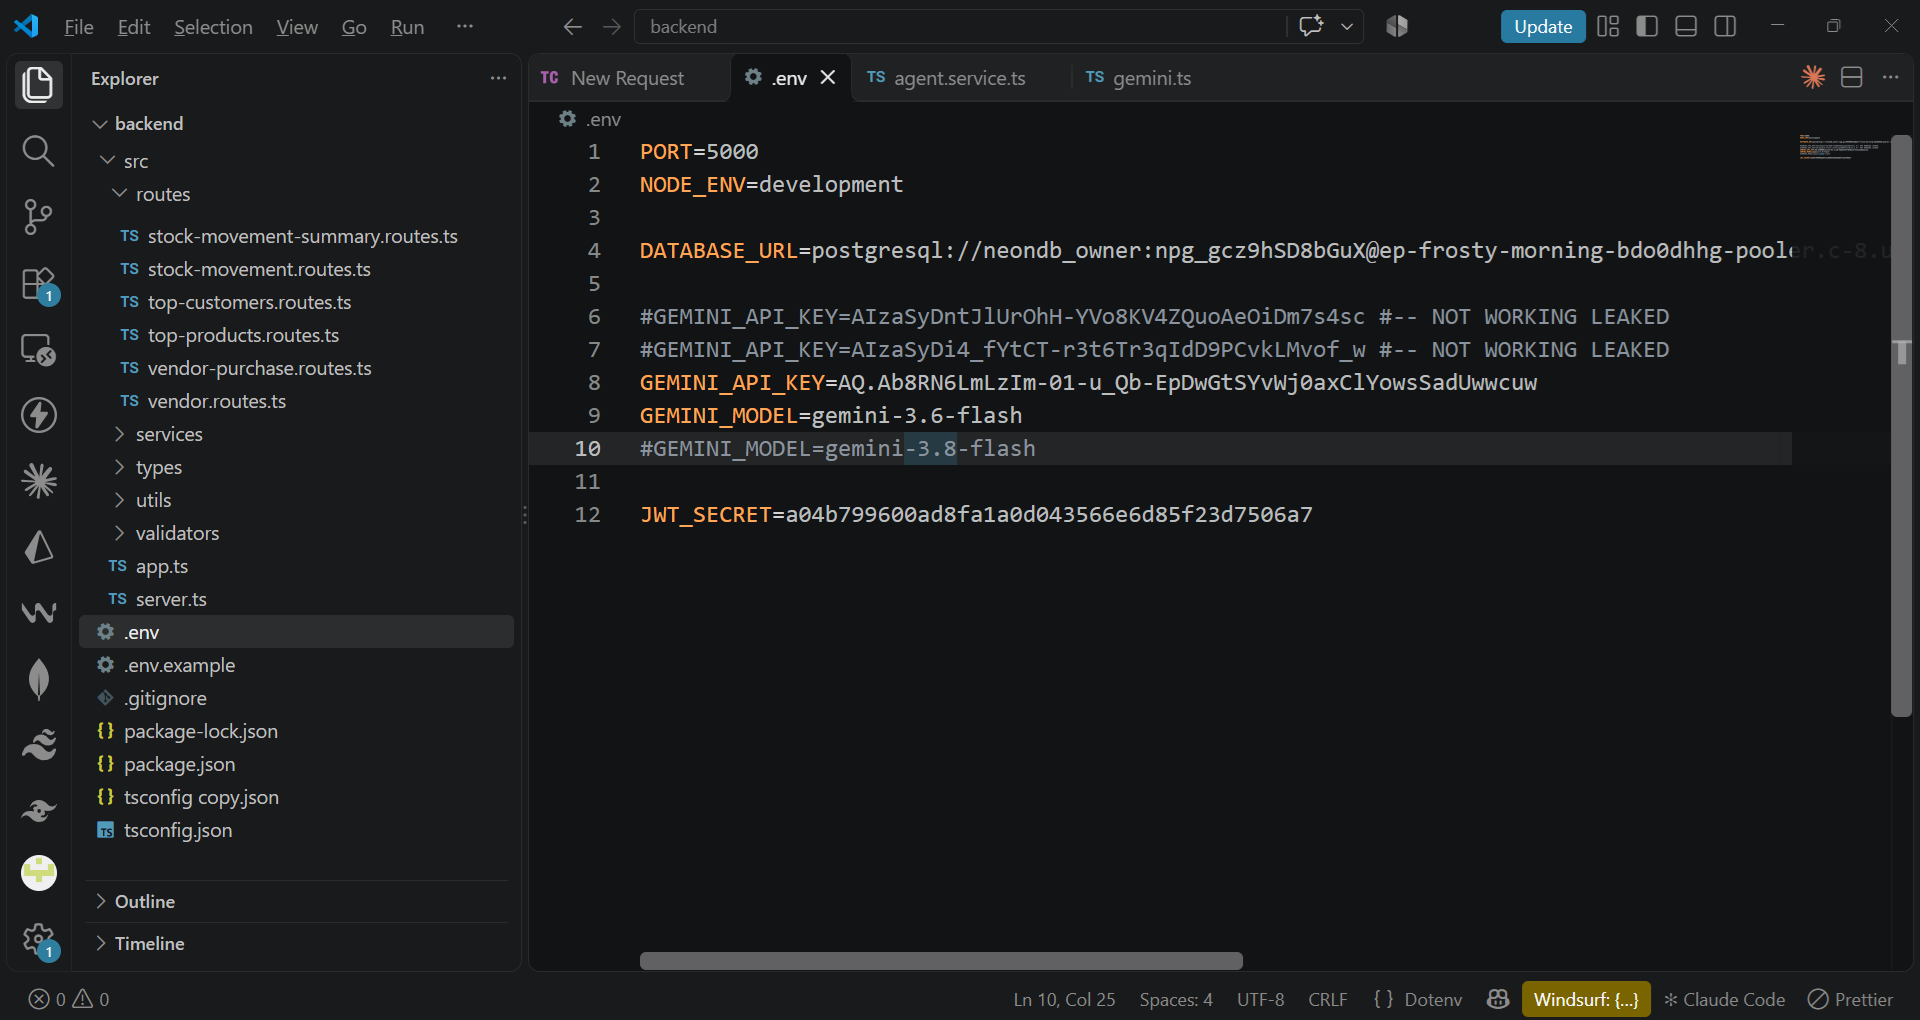 File Edit Selection View Go Run ··· backend Update
Explorer ···
TC New Request .env TS agent.service.ts TS gemini.ts ···
backend
src
routes
TS stock-movement-summary.routes.ts
TS stock-movement.routes.ts
TS top-customers.routes.ts
TS top-products.routes.ts
TS vendor-purchase.routes.ts
TS vendor.routes.ts
services
types
utils
validators
TS app.ts
TS server.ts
.env
.env.example
.gitignore
{} package-lock.json
{} package.json
{} tsconfig copy.json
TS tsconfig.json
Outline
Timeline
1
1
.env
1 PORT=5000
2 NODE_ENV=development
3
4 DATABASE_URL=postgresql://neondb_owner:npg_gcz9hSD8bGuX@ep-frosty-morning-bdo0dhhg-pooler.c-8.u
5
6 #GEMINI_API_KEY=AIzaSyDntJlUrOhH-YVo8KV4ZQuoAeOiDm7s4sc #-- NOT WORKING LEAKED
7 #GEMINI_API_KEY=AIzaSyDi4_fYtCT-r3t6Tr3qIdD9PCvkLMvof_w #-- NOT WORKING LEAKED
8 GEMINI_API_KEY=AQ.Ab8RN6LmLzIm-01-u_Qb-EpDwGtSYvWj0axClYowsSadUwwcuw
9 GEMINI_MODEL=gemini-3.6-flash
10 #GEMINI_MODEL=gemini-3.8-flash
11
12 JWT_SECRET=a04b799600ad8fa1a0d043566e6d85f23d7506a7
0 0 Ln 10, Col 25 Spaces: 4 UTF-8 CRLF {} Dotenv Windsurf: {...} Claude Code Prettier